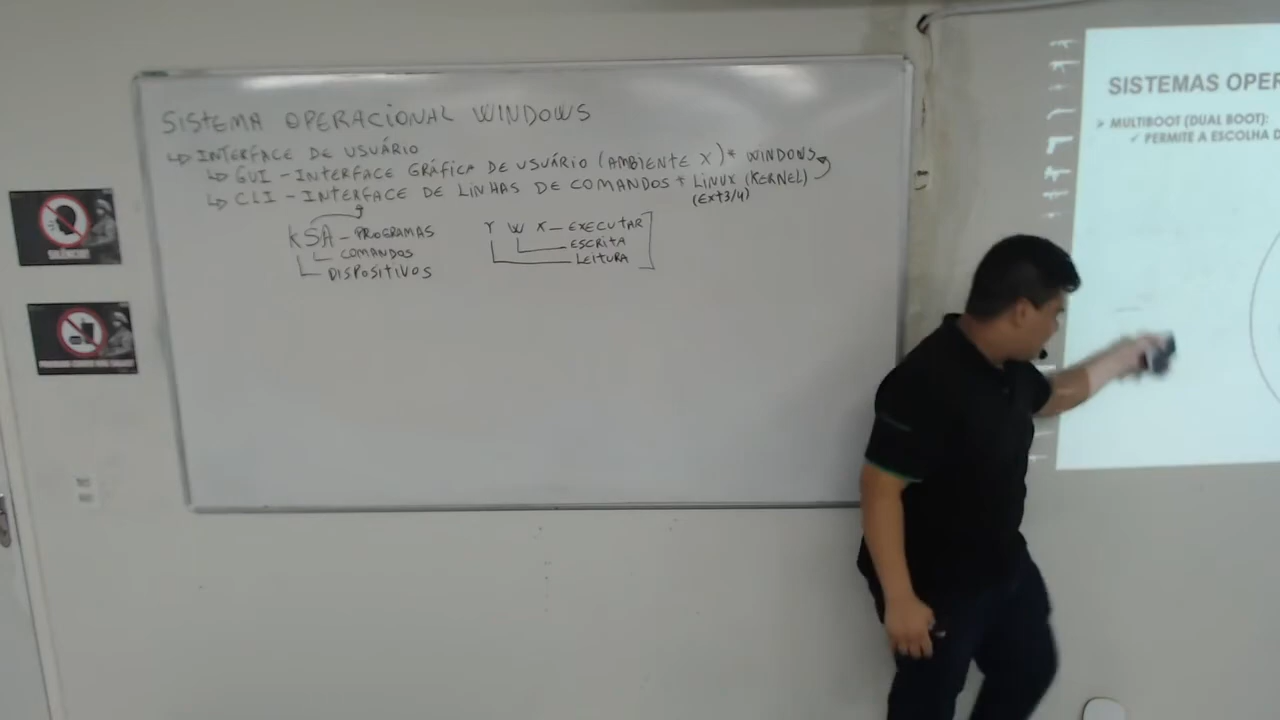 SISTEMA OPERACIONAL WINDOWS
↳ INTERFACE DE USUÁRIO
↳ GUI - INTERFACE GRÁFICA DE USUÁRIO (AMBIENTE X) * WINDOWS
↳ CLI - INTERFACE DE LINHAS DE COMANDOS * LINUX (KERNEL)
(Ext3/4)
KSA - PROGRAMAS
COMANDOS
DISPOSITIVOS
r W X - EXECUTAR
ESCRITA
LEITURA
SILÊNCIO
SISTEMAS OPER
➢ MULTIBOOT (DUAL BOOT):
✓ PERMITE A ESCOLHA D